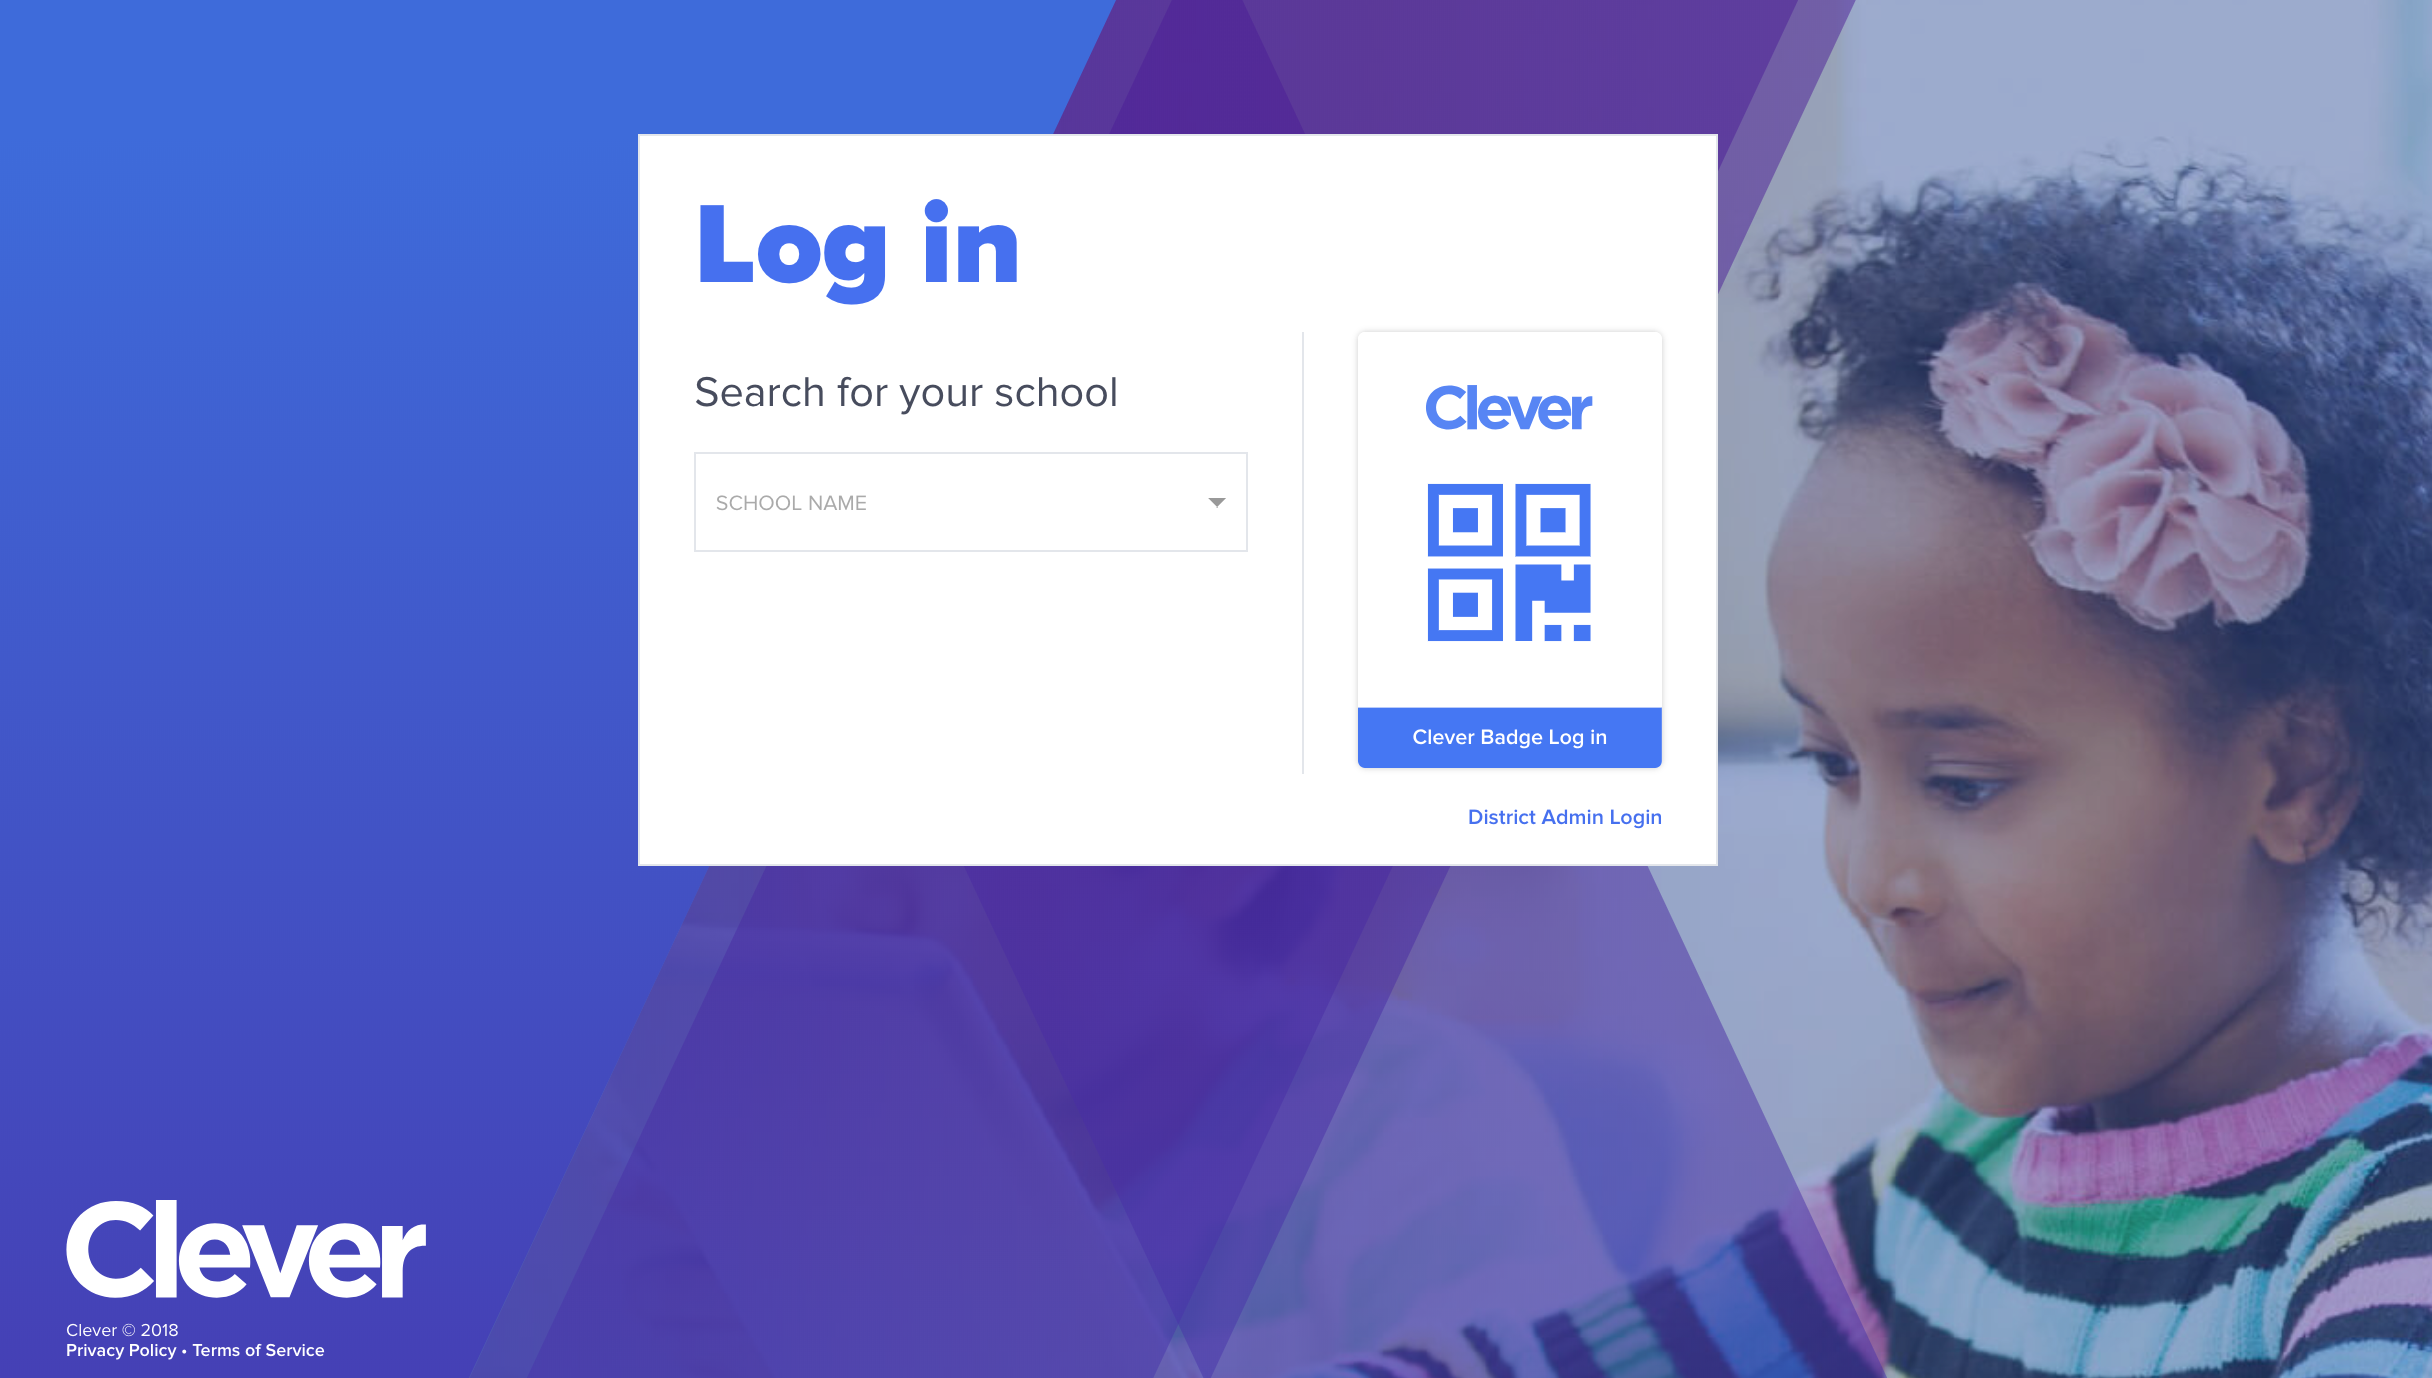 Log in
Search for your school
SCHOOL NAME
Clever
Clever Badge Log in
District Admin Login
Clever
Clever © 2018
Privacy Policy • Terms of Service